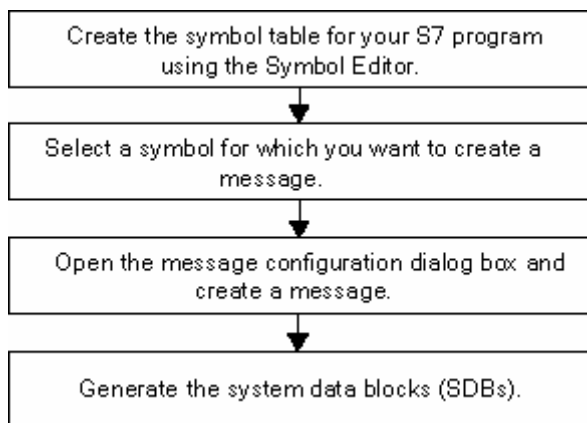 Create the symbol table for your S7 program
using the Symbol Editor.
Select a symbol for which you want to create a
message.
Open the message configuration dialog box and
create a message.
Generate the system data blocks (SDBs).